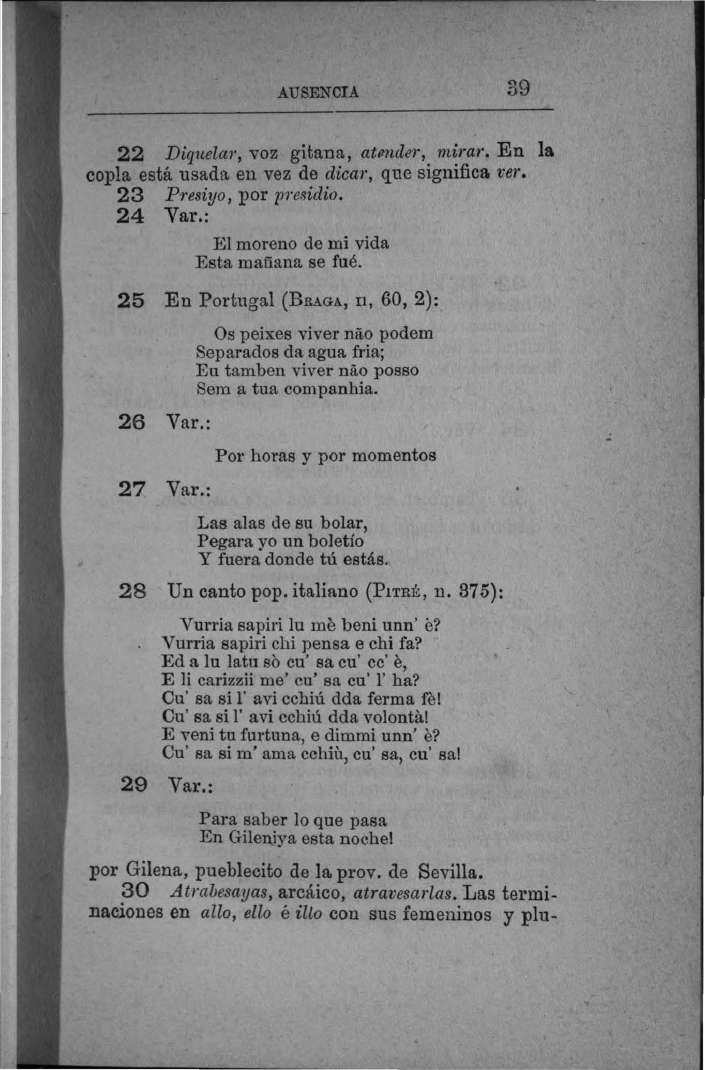 AUSENCIA 39
22 Diquelar, voz gitana, atender, mirar. En la
copla está usada en vez de dicar, que significa ver.
23 Presiyo, por presidio.
24 Var.:
El moreno de mi vida
Esta mañana se fué.
25 En Portugal (BRAGA, II, 60, 2):
Os peixes viver não podem
Separados da agua fria;
Eu tamben viver não posso
Sem a tua companhia.
26 Var.:
Por horas y por momentos
27 Var.:
Las alas de su bolar,
Pegara yo un boletío
Y fuera donde tú estás.
28 Un canto pop. italiano (PITRÉ, n. 375):
Vurria sapiri lu mè beni unn' è?
Vurria sapiri chi pensa e chi fa?
Ed a lu latu sò cu' sa cu' cc' è,
E li carizzii me' cu' sa cu' l' ha?
Cu' sa si l' avi cchiú dda ferma fè!
Cu' sa si l' avi cchiú dda volontà!
E veni tu furtuna, e dimmi unn' è?
Cu' sa si m' ama cchiù, cu' sa, cu' sa!
29 Var.:
Para saber lo que pasa
En Gileniya esta noche!
por Gilena, pueblecito de la prov. de Sevilla.
30 Atrabesayas, arcáico, atravesarlas. Las termi-
naciones en allo, ello é illo con sus femeninos y plu-